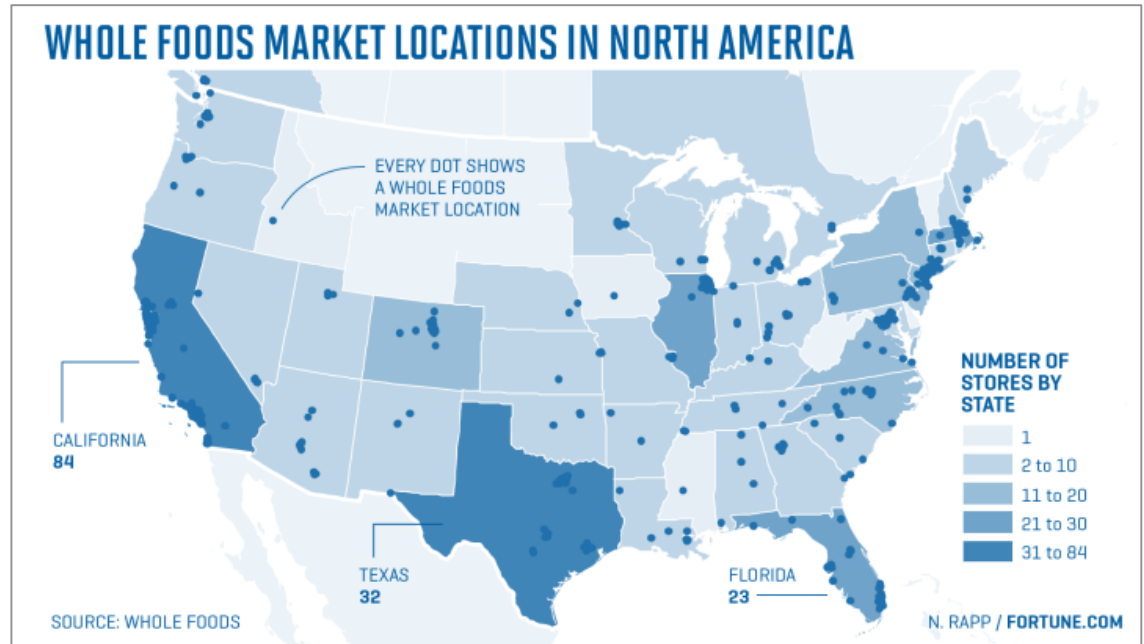 WHOLE FOODS MARKET LOCATIONS IN NORTH AMERICA
EVERY DOT SHOWS
A WHOLE FOODS
MARKET LOCATION
CALIFORNIA
84
TEXAS
32
FLORIDA
23
NUMBER OF
STORES BY
STATE
1
2 to 10
11 to 20
21 to 30
31 to 84
SOURCE: WHOLE FOODS
N. RAPP / FORTUNE.COM